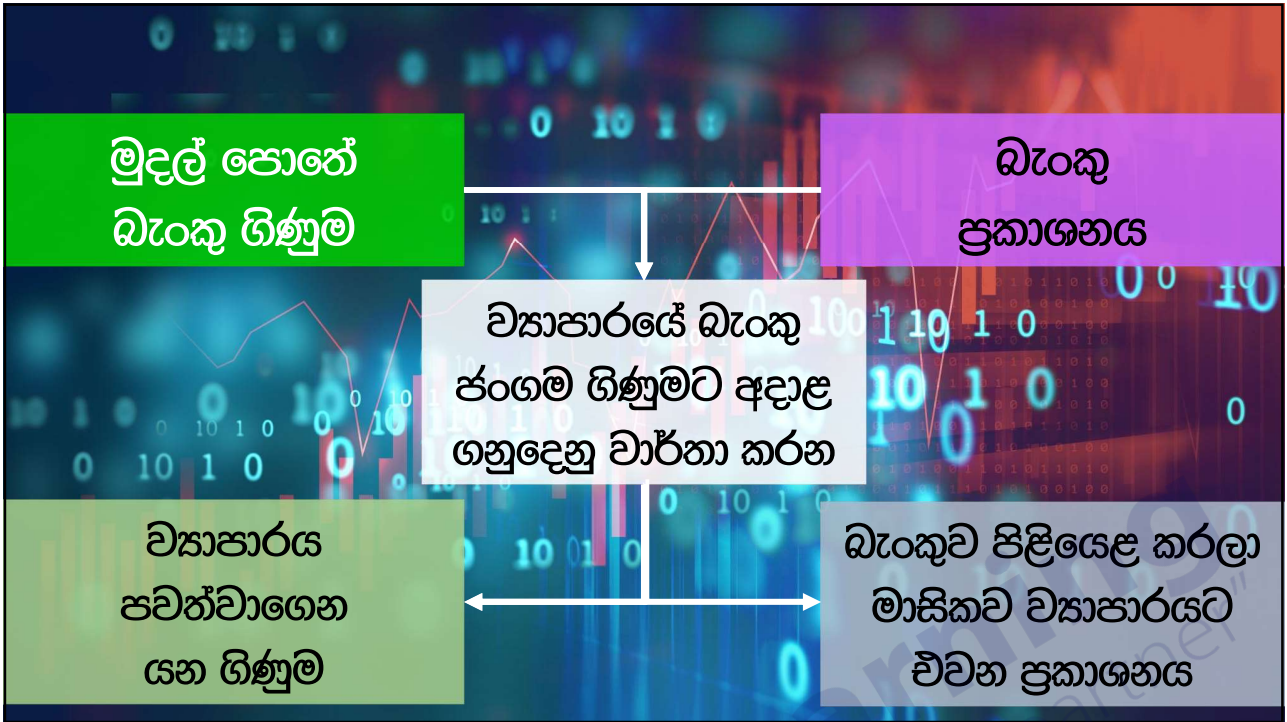 මුදල් පොතේ
බැංකු ගිණුම
බැංකු
ප්‍රකාශනය
ව්‍යාපාරයේ බැංකු
ජංගම ගිණුමට අදාළ
ගනුදෙනු වාර්තා කරන
ව්‍යාපාරය
පවත්වාගෙන
යන ගිණුම
බැංකුව පිළියෙළ කරලා
මාසිකව ව්‍යාපාරයට
එවන ප්‍රකාශනය